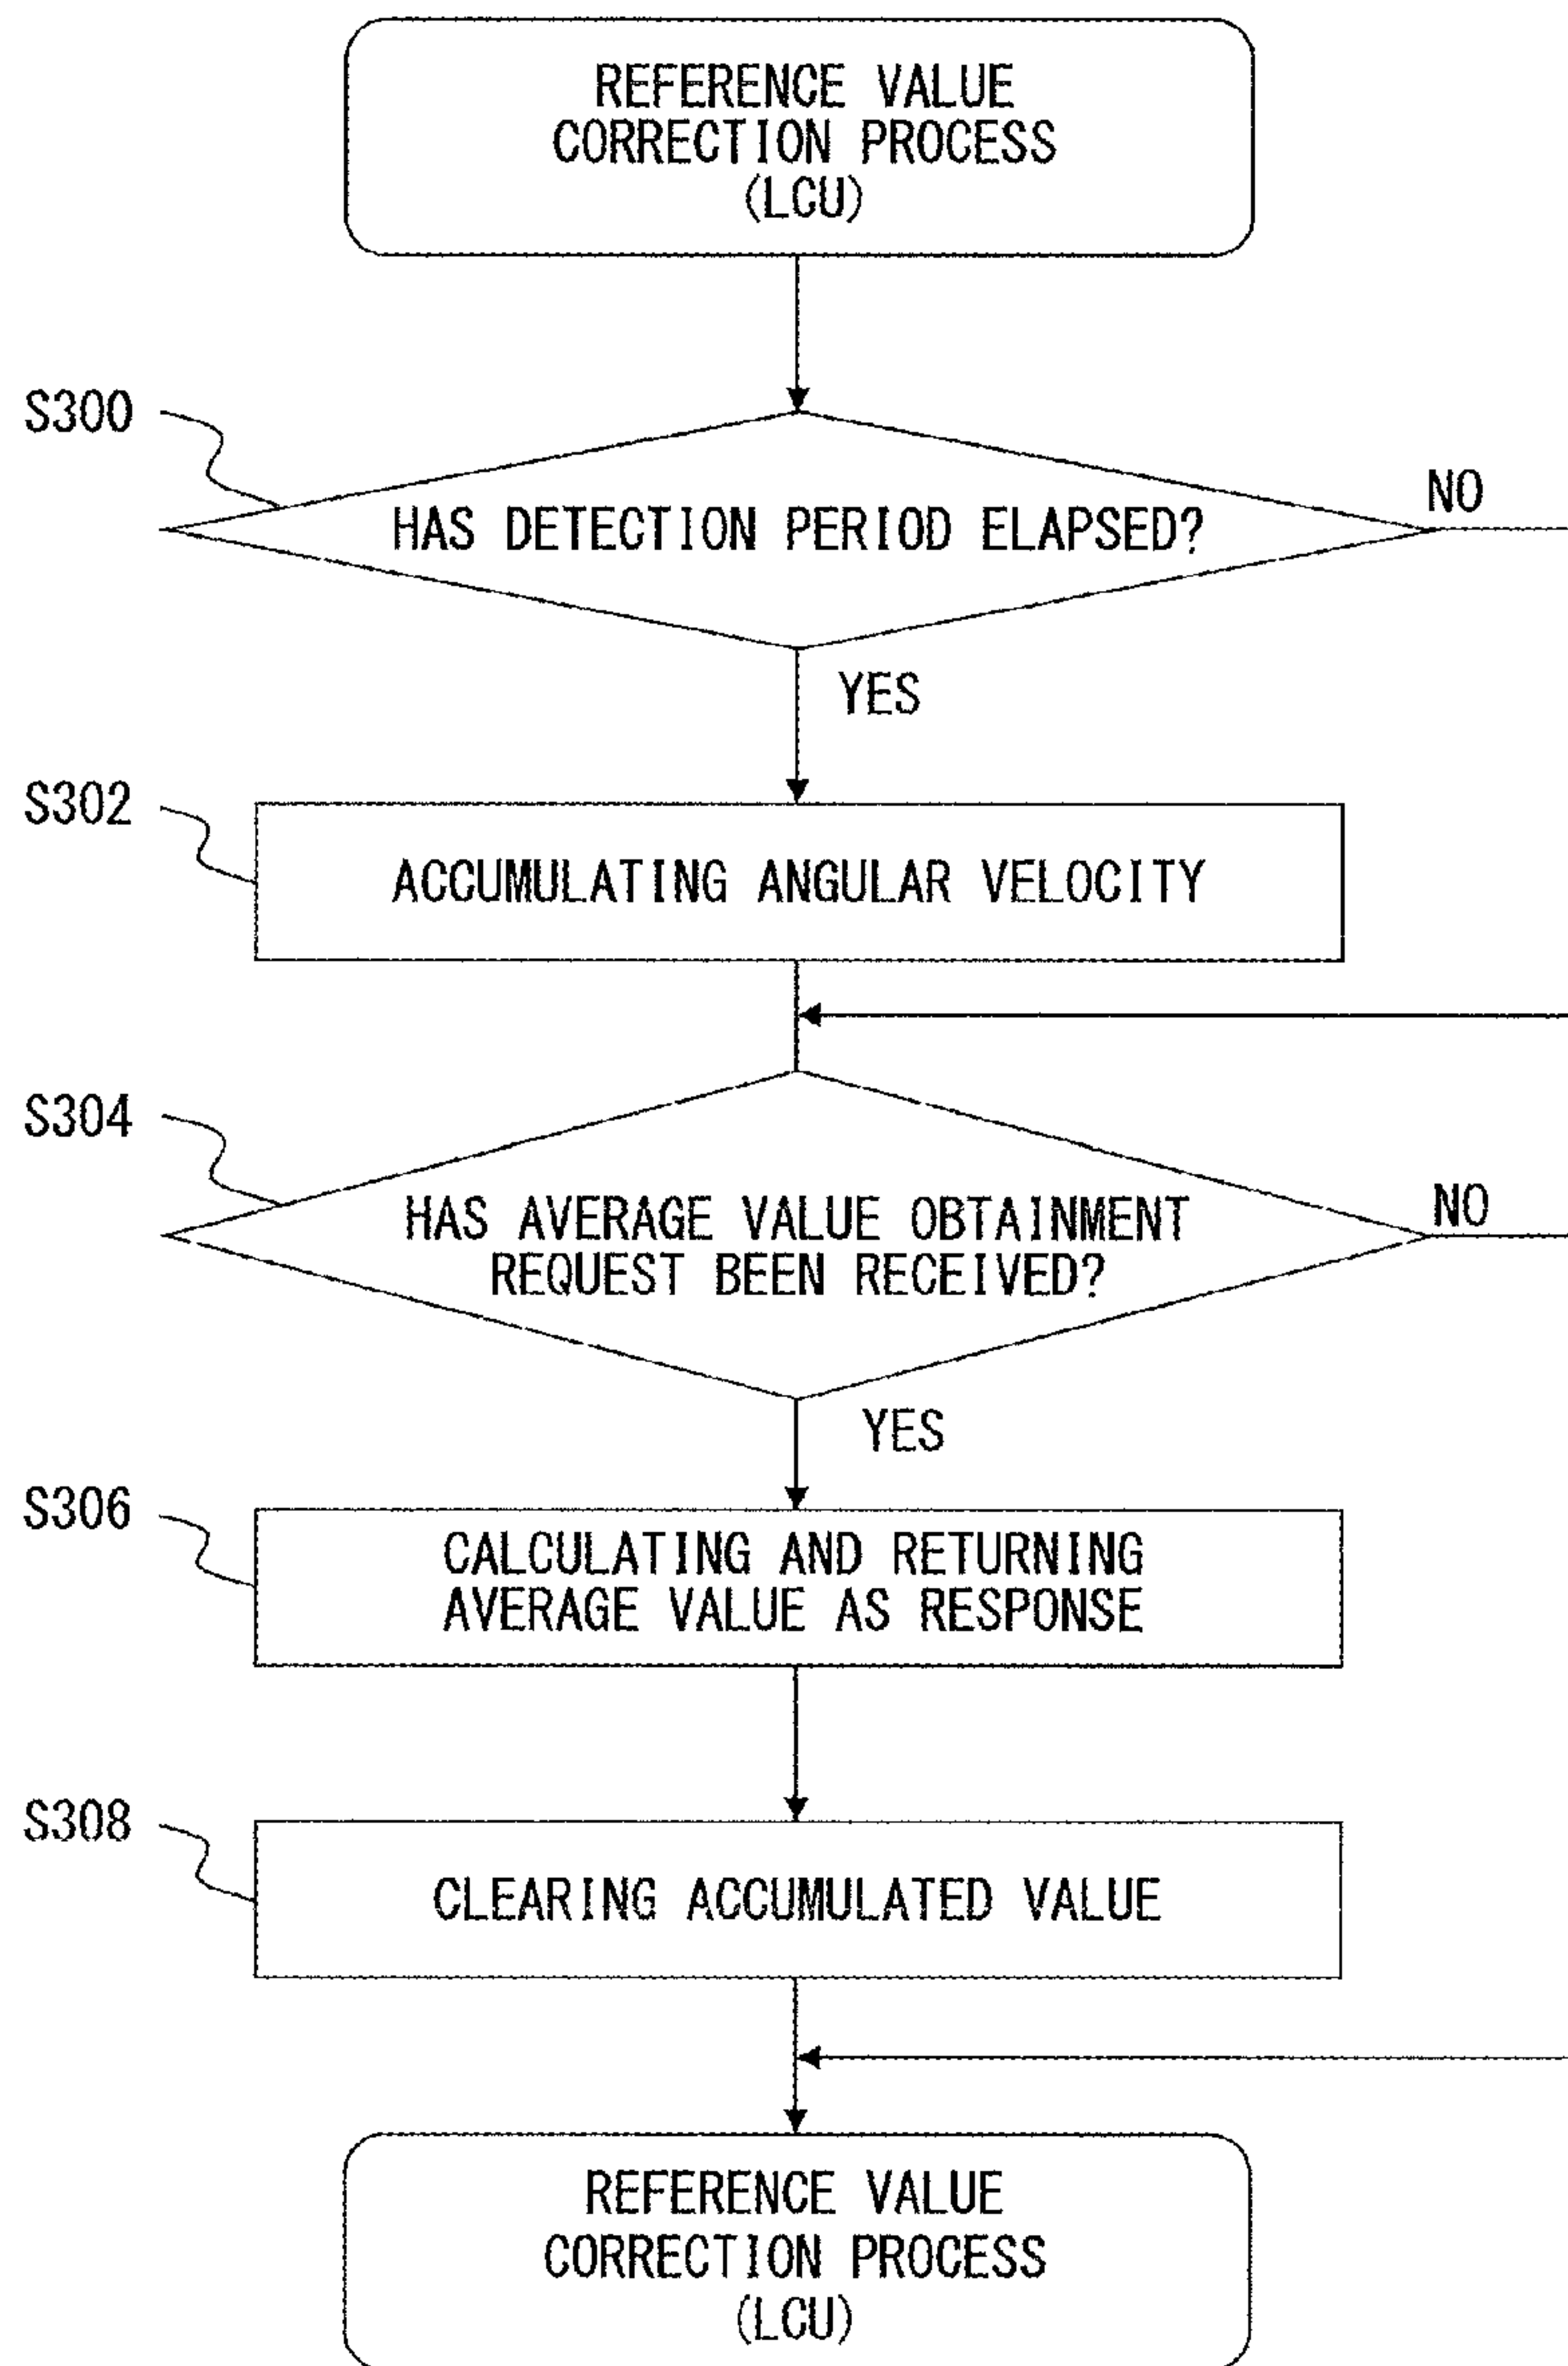 REFERENCE VALUE
CORRECTION PROCESS
(LCU)
S300
HAS DETECTION PERIOD ELAPSED?
NO
YES
S302
ACCUMULATING ANGULAR VELOCITY
S304
HAS AVERAGE VALUE OBTAINMENT
REQUEST BEEN RECEIVED?
NO
YES
S306
CALCULATING AND RETURNING
AVERAGE VALUE AS RESPONSE
S308
CLEARING ACCUMULATED VALUE
REFERENCE VALUE
CORRECTION PROCESS
(LCU)